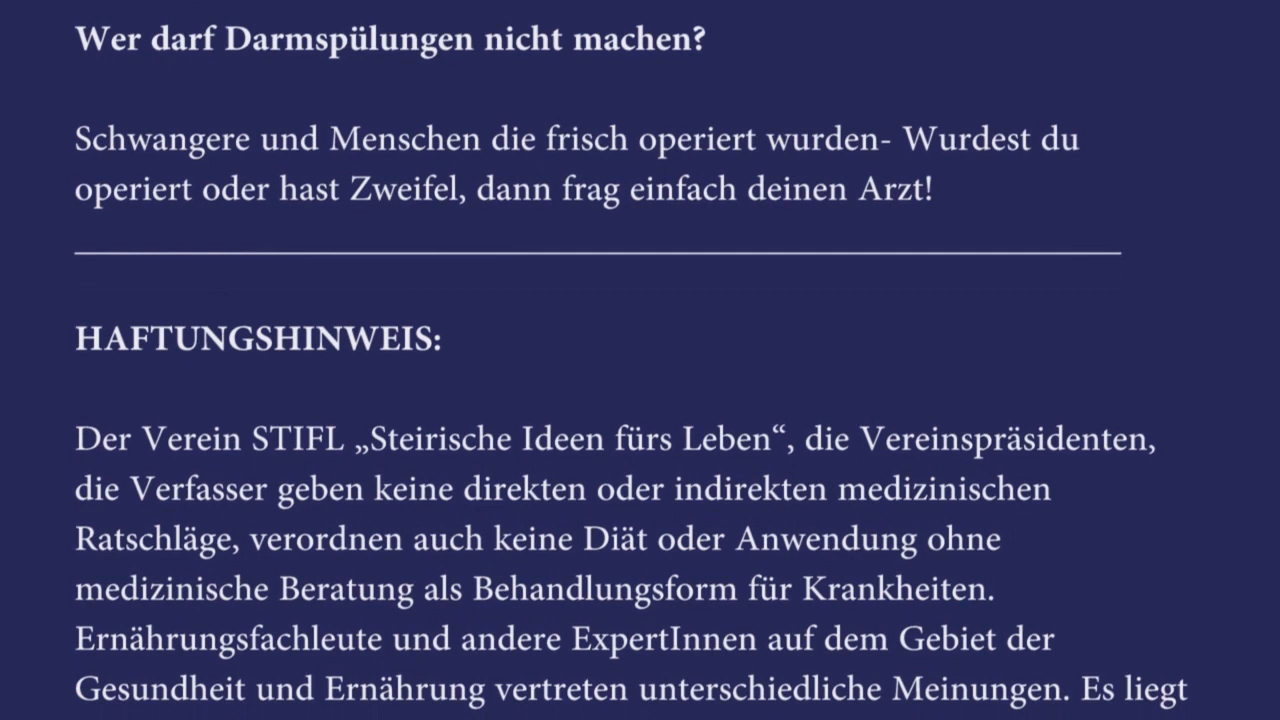 Wer darf Darmspülungen nicht machen?
Schwangere und Menschen die frisch operiert wurden- Wurdest du
operiert oder hast Zweifel, dann frag einfach deinen Arzt!
HAFTUNGSHINWEIS:
Der Verein STIFL „Steirische Ideen fürs Leben“, die Vereinspräsidenten,
die Verfasser geben keine direkten oder indirekten medizinischen
Ratschläge, verordnen auch keine Diät oder Anwendung ohne
medizinische Beratung als Behandlungsform für Krankheiten.
Ernährungsfachleute und andere ExpertInnen auf dem Gebiet der
Gesundheit und Ernährung vertreten unterschiedliche Meinungen. Es liegt